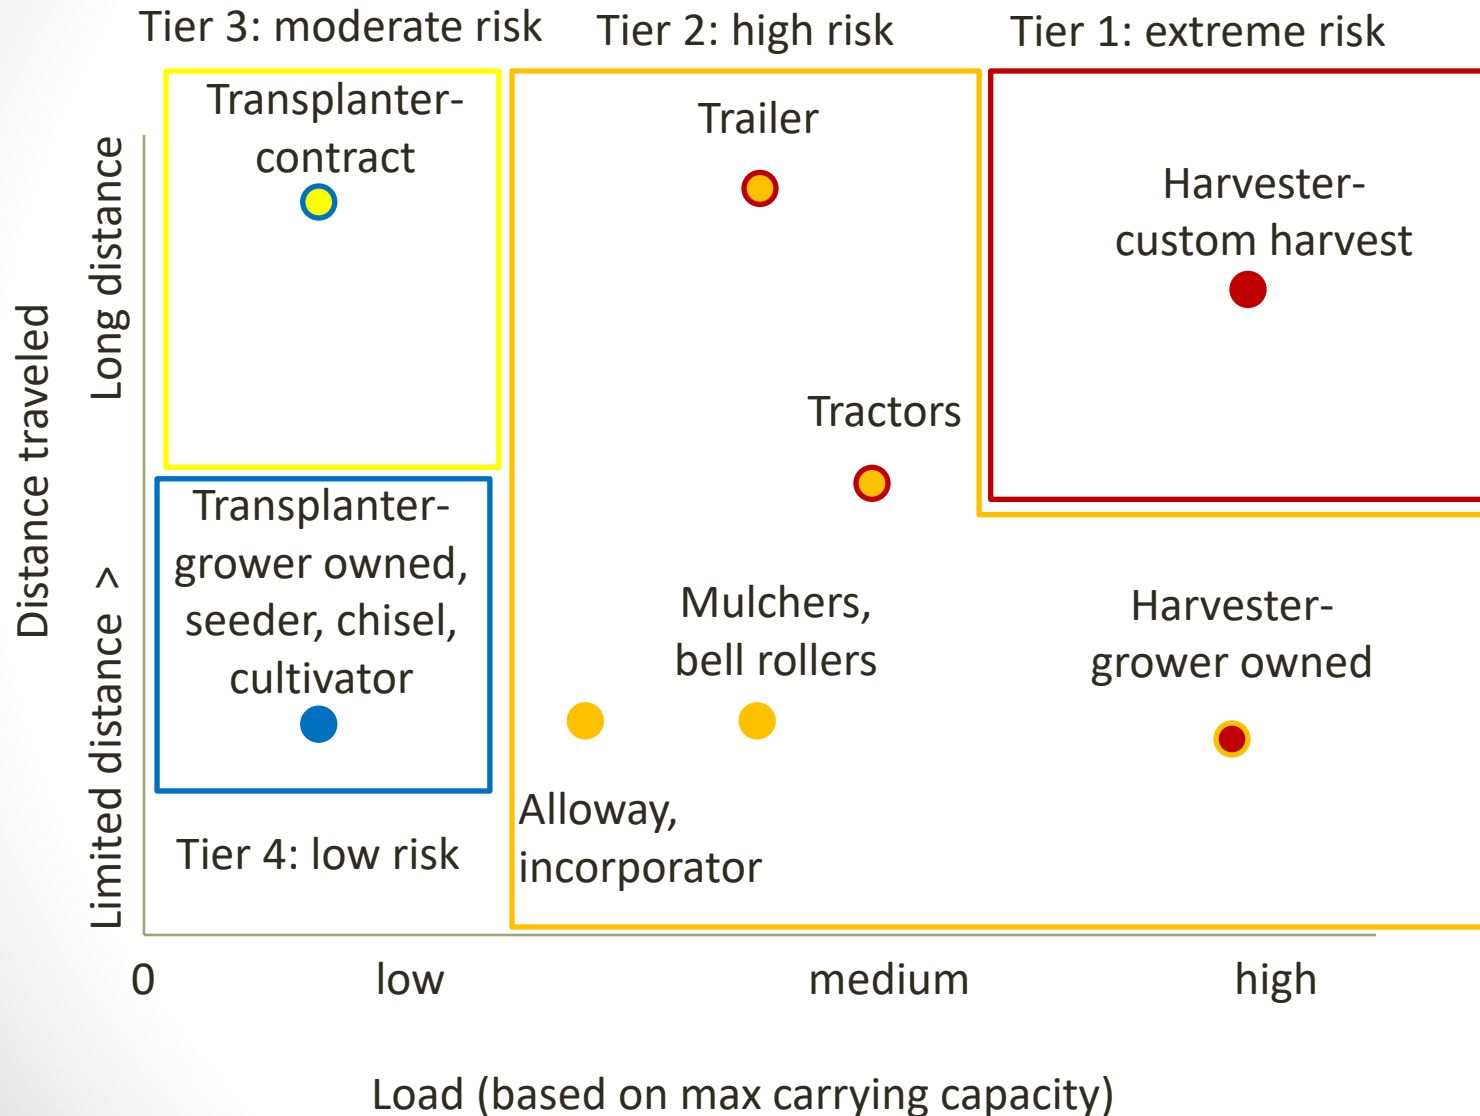 Tier 3: moderate risk
Tier 2: high risk
Tier 1: extreme risk
Transplanter-
contract
Trailer
Harvester-
custom harvest
Tractors
Transplanter-
grower owned,
seeder, chisel,
cultivator
Mulchers,
bell rollers
Harvester-
grower owned
Alloway,
incorporator
Tier 4: low risk
Distance traveled
Limited distance >
Long distance
0
low
medium
high
Load (based on max carrying capacity)